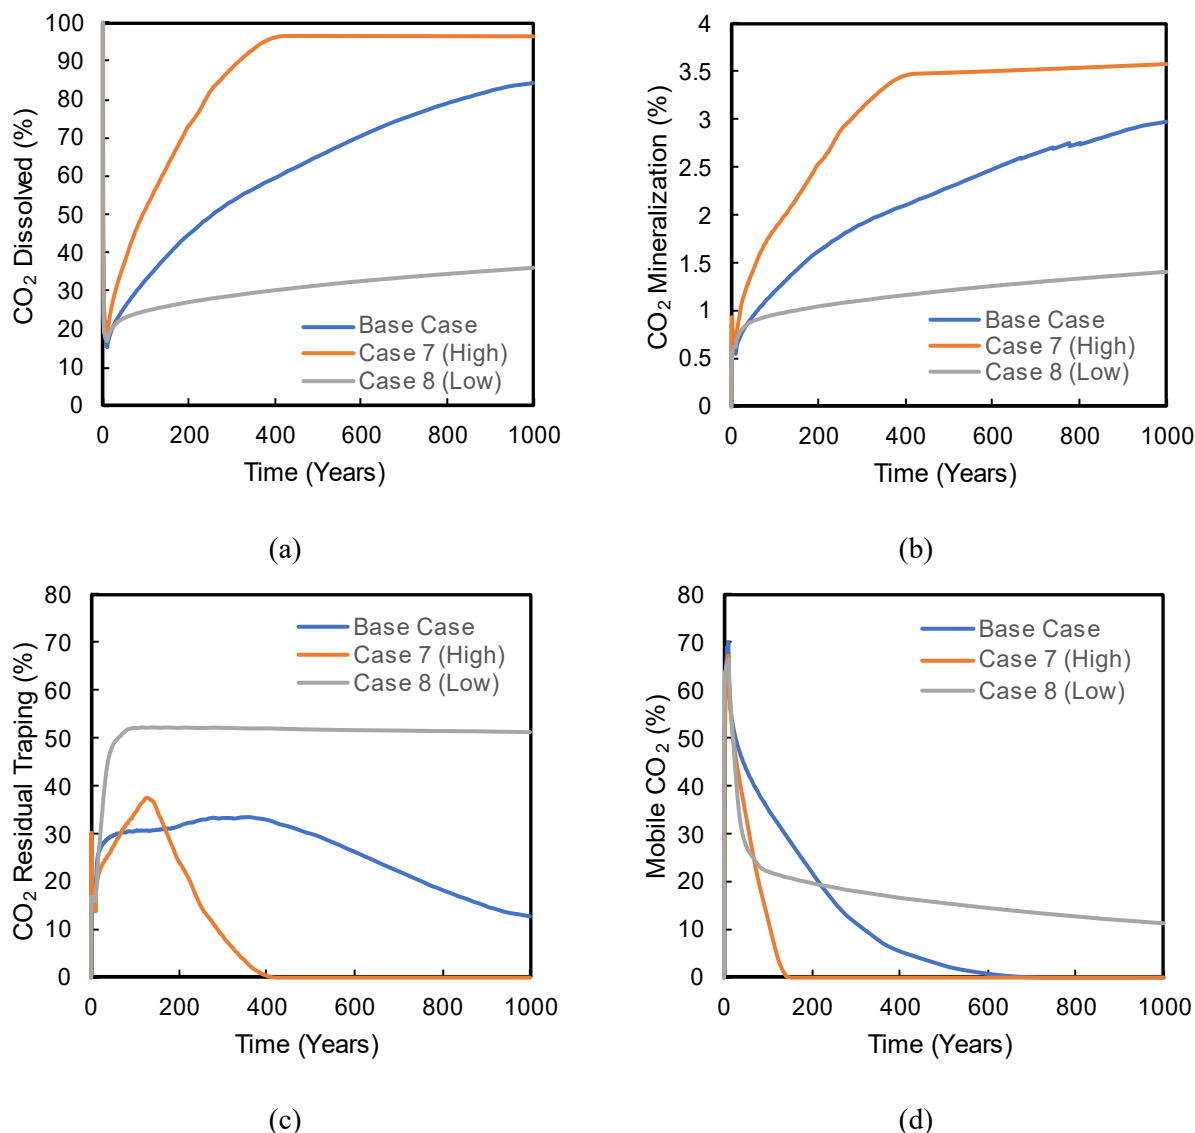 CO2 Dissolved (%)
100
90
80
70
60
50
40
30
20
10
0
Base Case
Case 7 (High)
Case 8 (Low)
0 200 400 600 800 1000
Time (Years)
(a)
CO2 Mineralization (%)
4
3.5
3
2.5
2
1.5
1
0.5
0
Base Case
Case 7 (High)
Case 8 (Low)
0 200 400 600 800 1000
Time (Years)
(b)
CO2 Residual Traping (%)
80
70
60
50
40
30
20
10
0
Base Case
Case 7 (High)
Case 8 (Low)
0 200 400 600 800 1000
Time (Years)
(c)
Mobile CO2 (%)
80
70
60
50
40
30
20
10
0
Base Case
Case 7 (High)
Case 8 (Low)
0 200 400 600 800 1000
Time (Years)
(d)